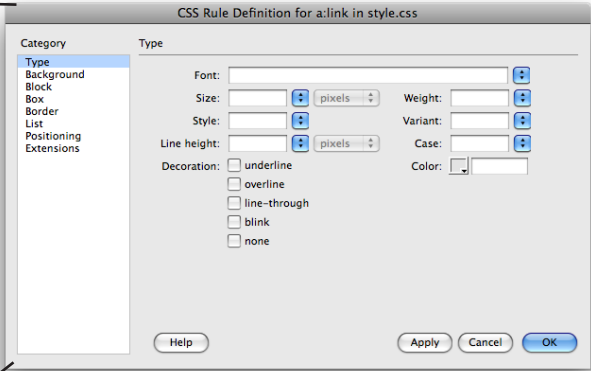 CSS Rule Definition for a:link in style.css
Category
Type
Type
Background
Block
Box
Border
List
Positioning
Extensions
Font:
Size: pixels Weight:
Style: Variant:
Line height: pixels Case:
Decoration: underline Color:
overline
line-through
blink
none
Help Apply Cancel OK